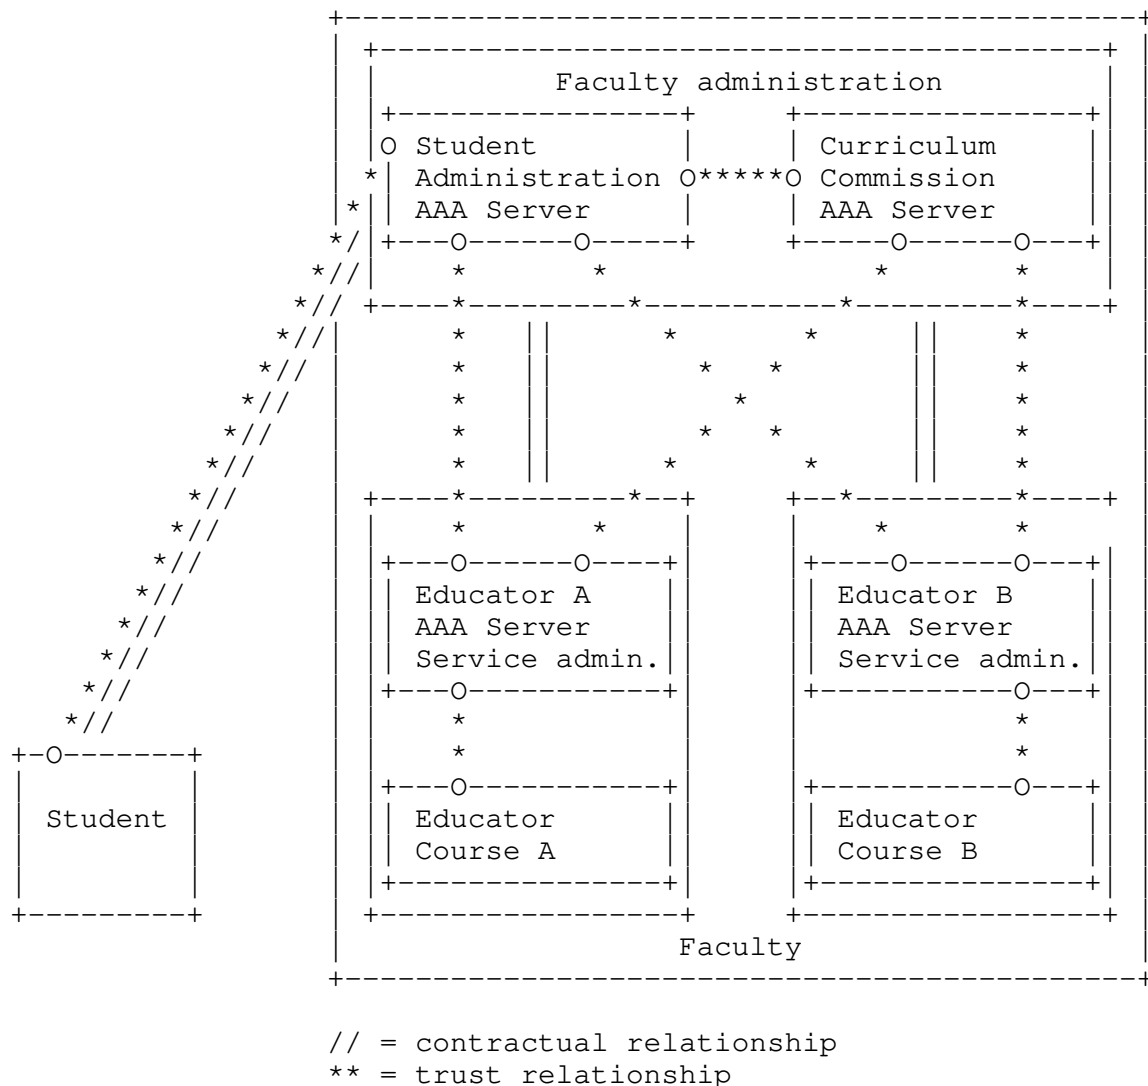 Faculty administration
Student
Administration
AAA Server
Curriculum
Commission
AAA Server
Educator A
AAA Server
Service admin.
Educator B
AAA Server
Service admin.
Student
Educator
Course A
Educator
Course B
Faculty
// = contractual relationship
** = trust relationship